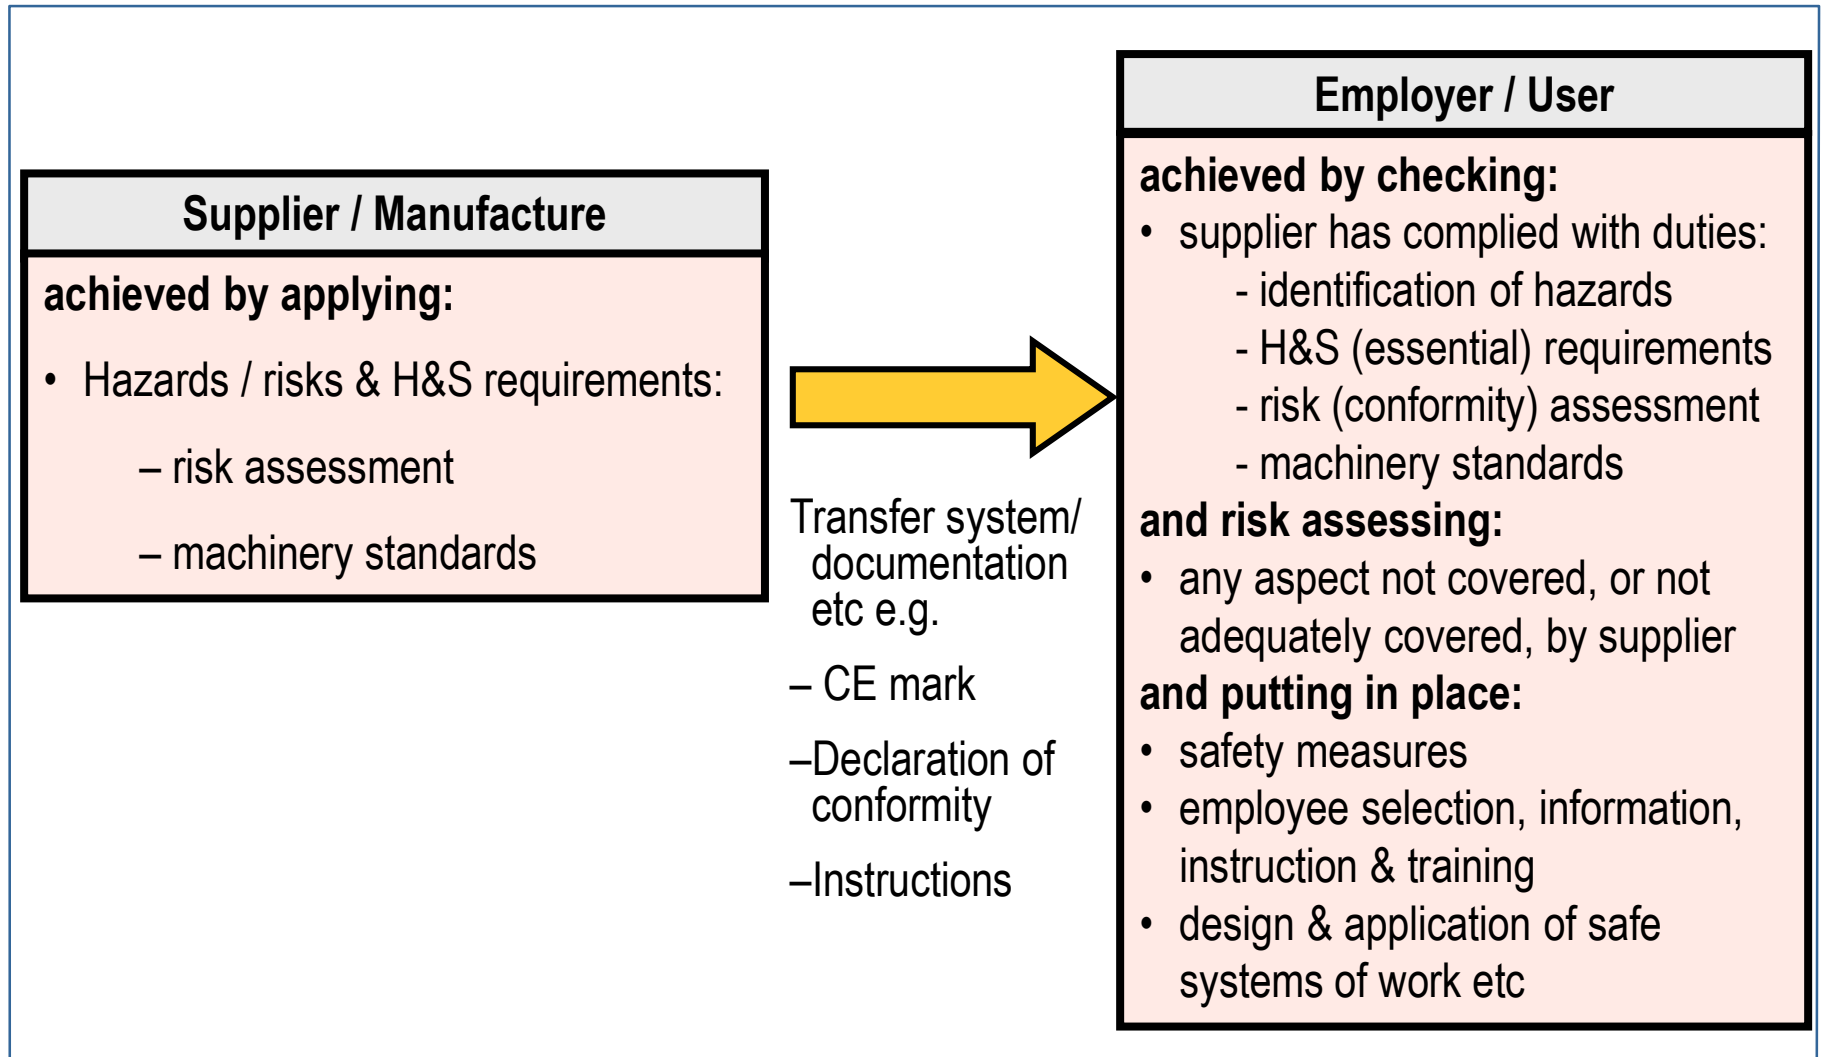 Supplier / Manufacture
achieved by applying:
• Hazards / risks & H&S requirements:
– risk assessment
– machinery standards
Transfer system/
documentation
etc e.g.
– CE mark
–Declaration of
conformity
–Instructions
Employer / User
achieved by checking:
• supplier has complied with duties:
- identification of hazards
- H&S (essential) requirements
- risk (conformity) assessment
- machinery standards
and risk assessing:
• any aspect not covered, or not
adequately covered, by supplier
and putting in place:
• safety measures
• employee selection, information,
instruction & training
• design & application of safe
systems of work etc